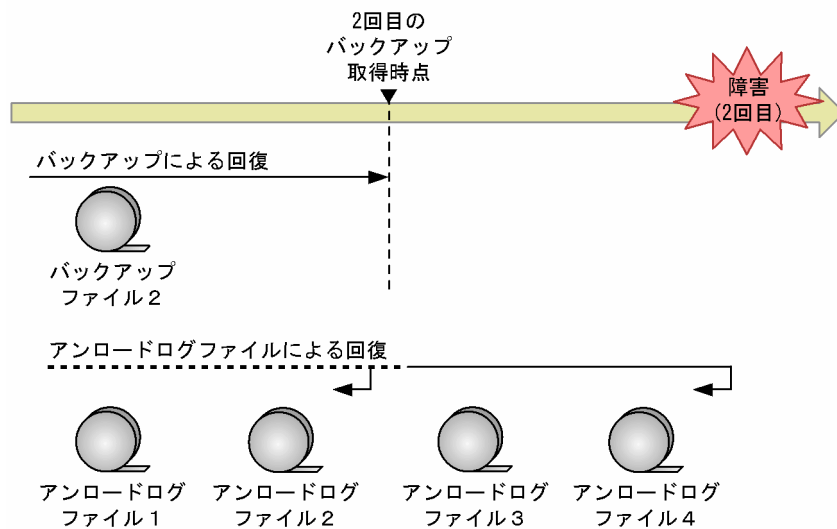 2回目の
バックアップ
取得時点
障害
(2回目)
バックアップによる回復
バックアップ
ファイル２
アンロードログファイルによる回復
アンロードログ
ファイル１
アンロードログ
ファイル２
アンロードログ
ファイル３
アンロードログ
ファイル４